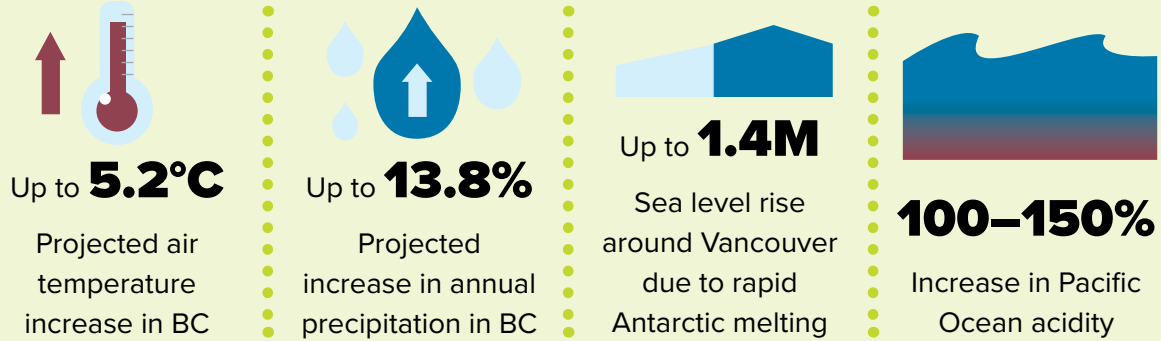 Up to 5.2°C
Projected air
temperature
increase in BC
Up to 13.8%
Projected
increase in annual
precipitation in BC
Up to 1.4M
Sea level rise
around Vancouver
due to rapid
Antarctic melting
100–150%
Increase in Pacific
Ocean acidity